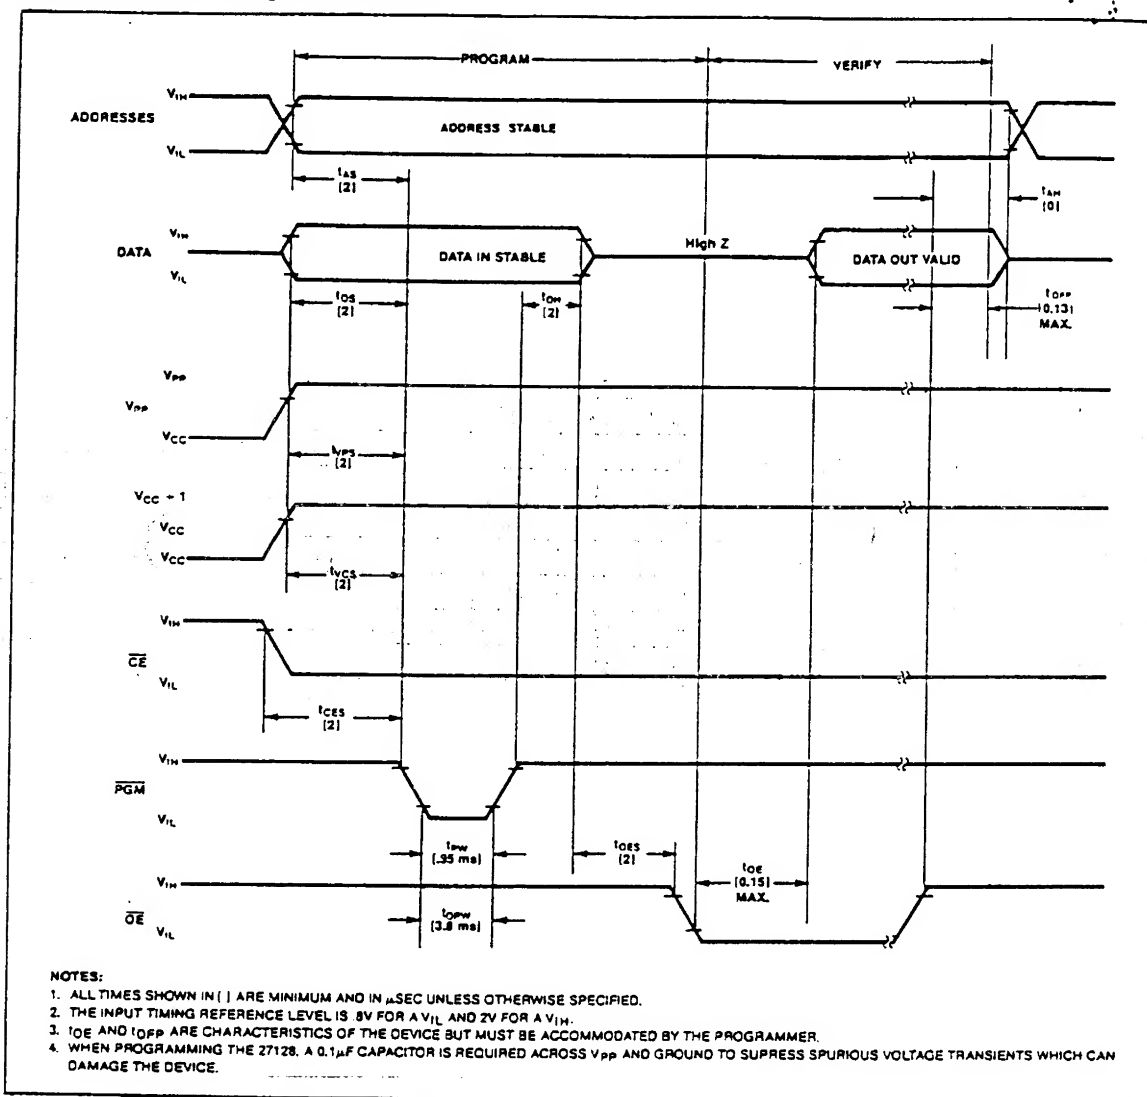 PROGRAM
VERIFY
ADDRESSES
VIH
VIL
ADDRESS STABLE
tAS
[2]
tAH
[0]
DATA
VIH
VIL
DATA IN STABLE
High Z
DATA OUT VALID
tDS
[2]
tDH
[2]
tDFP
[0.13]
MAX.
VPP
VPP
VCC
tVPS
[2]
VCC + 1
VCC
VCC
tVCS
[2]
CE
VIH
VIL
tCES
[2]
PGM
VIH
VIL
tPW
[.95 ms]
tOES
[2]
tOE
[0.15]
MAX.
OE
VIH
VIL
tOPW
[3.8 ms]
NOTES:
1. ALL TIMES SHOWN IN [ ] ARE MINIMUM AND IN µSEC UNLESS OTHERWISE SPECIFIED.
2. THE INPUT TIMING REFERENCE LEVEL IS .8V FOR A VIL AND 2V FOR A VIH.
3. tOE AND tDFP ARE CHARACTERISTICS OF THE DEVICE BUT MUST BE ACCOMMODATED BY THE PROGRAMMER.
4. WHEN PROGRAMMING THE 27128, A 0.1µF CAPACITOR IS REQUIRED ACROSS VPP AND GROUND TO SUPRESS SPURIOUS VOLTAGE TRANSIENTS WHICH CAN
DAMAGE THE DEVICE.